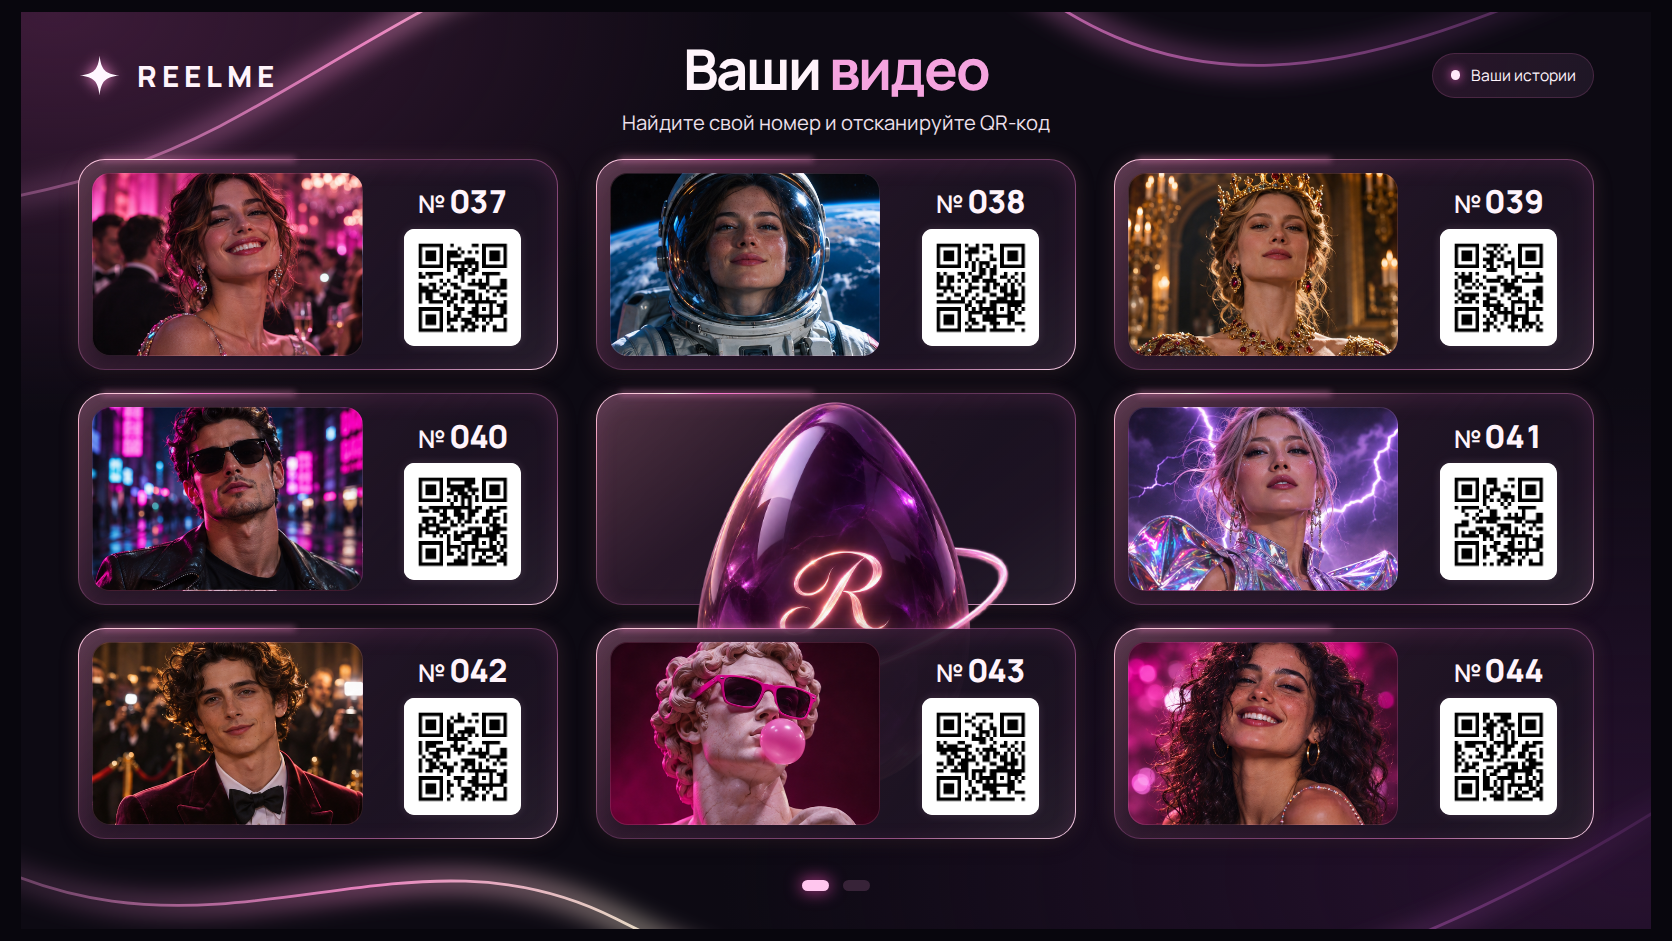 REELME
Ваши видео
Найдите свой номер и отсканируйте QR-код
Ваши истории
№ 037
№ 038
№ 039
№ 040
R
№ 041
№ 042
№ 043
№ 044